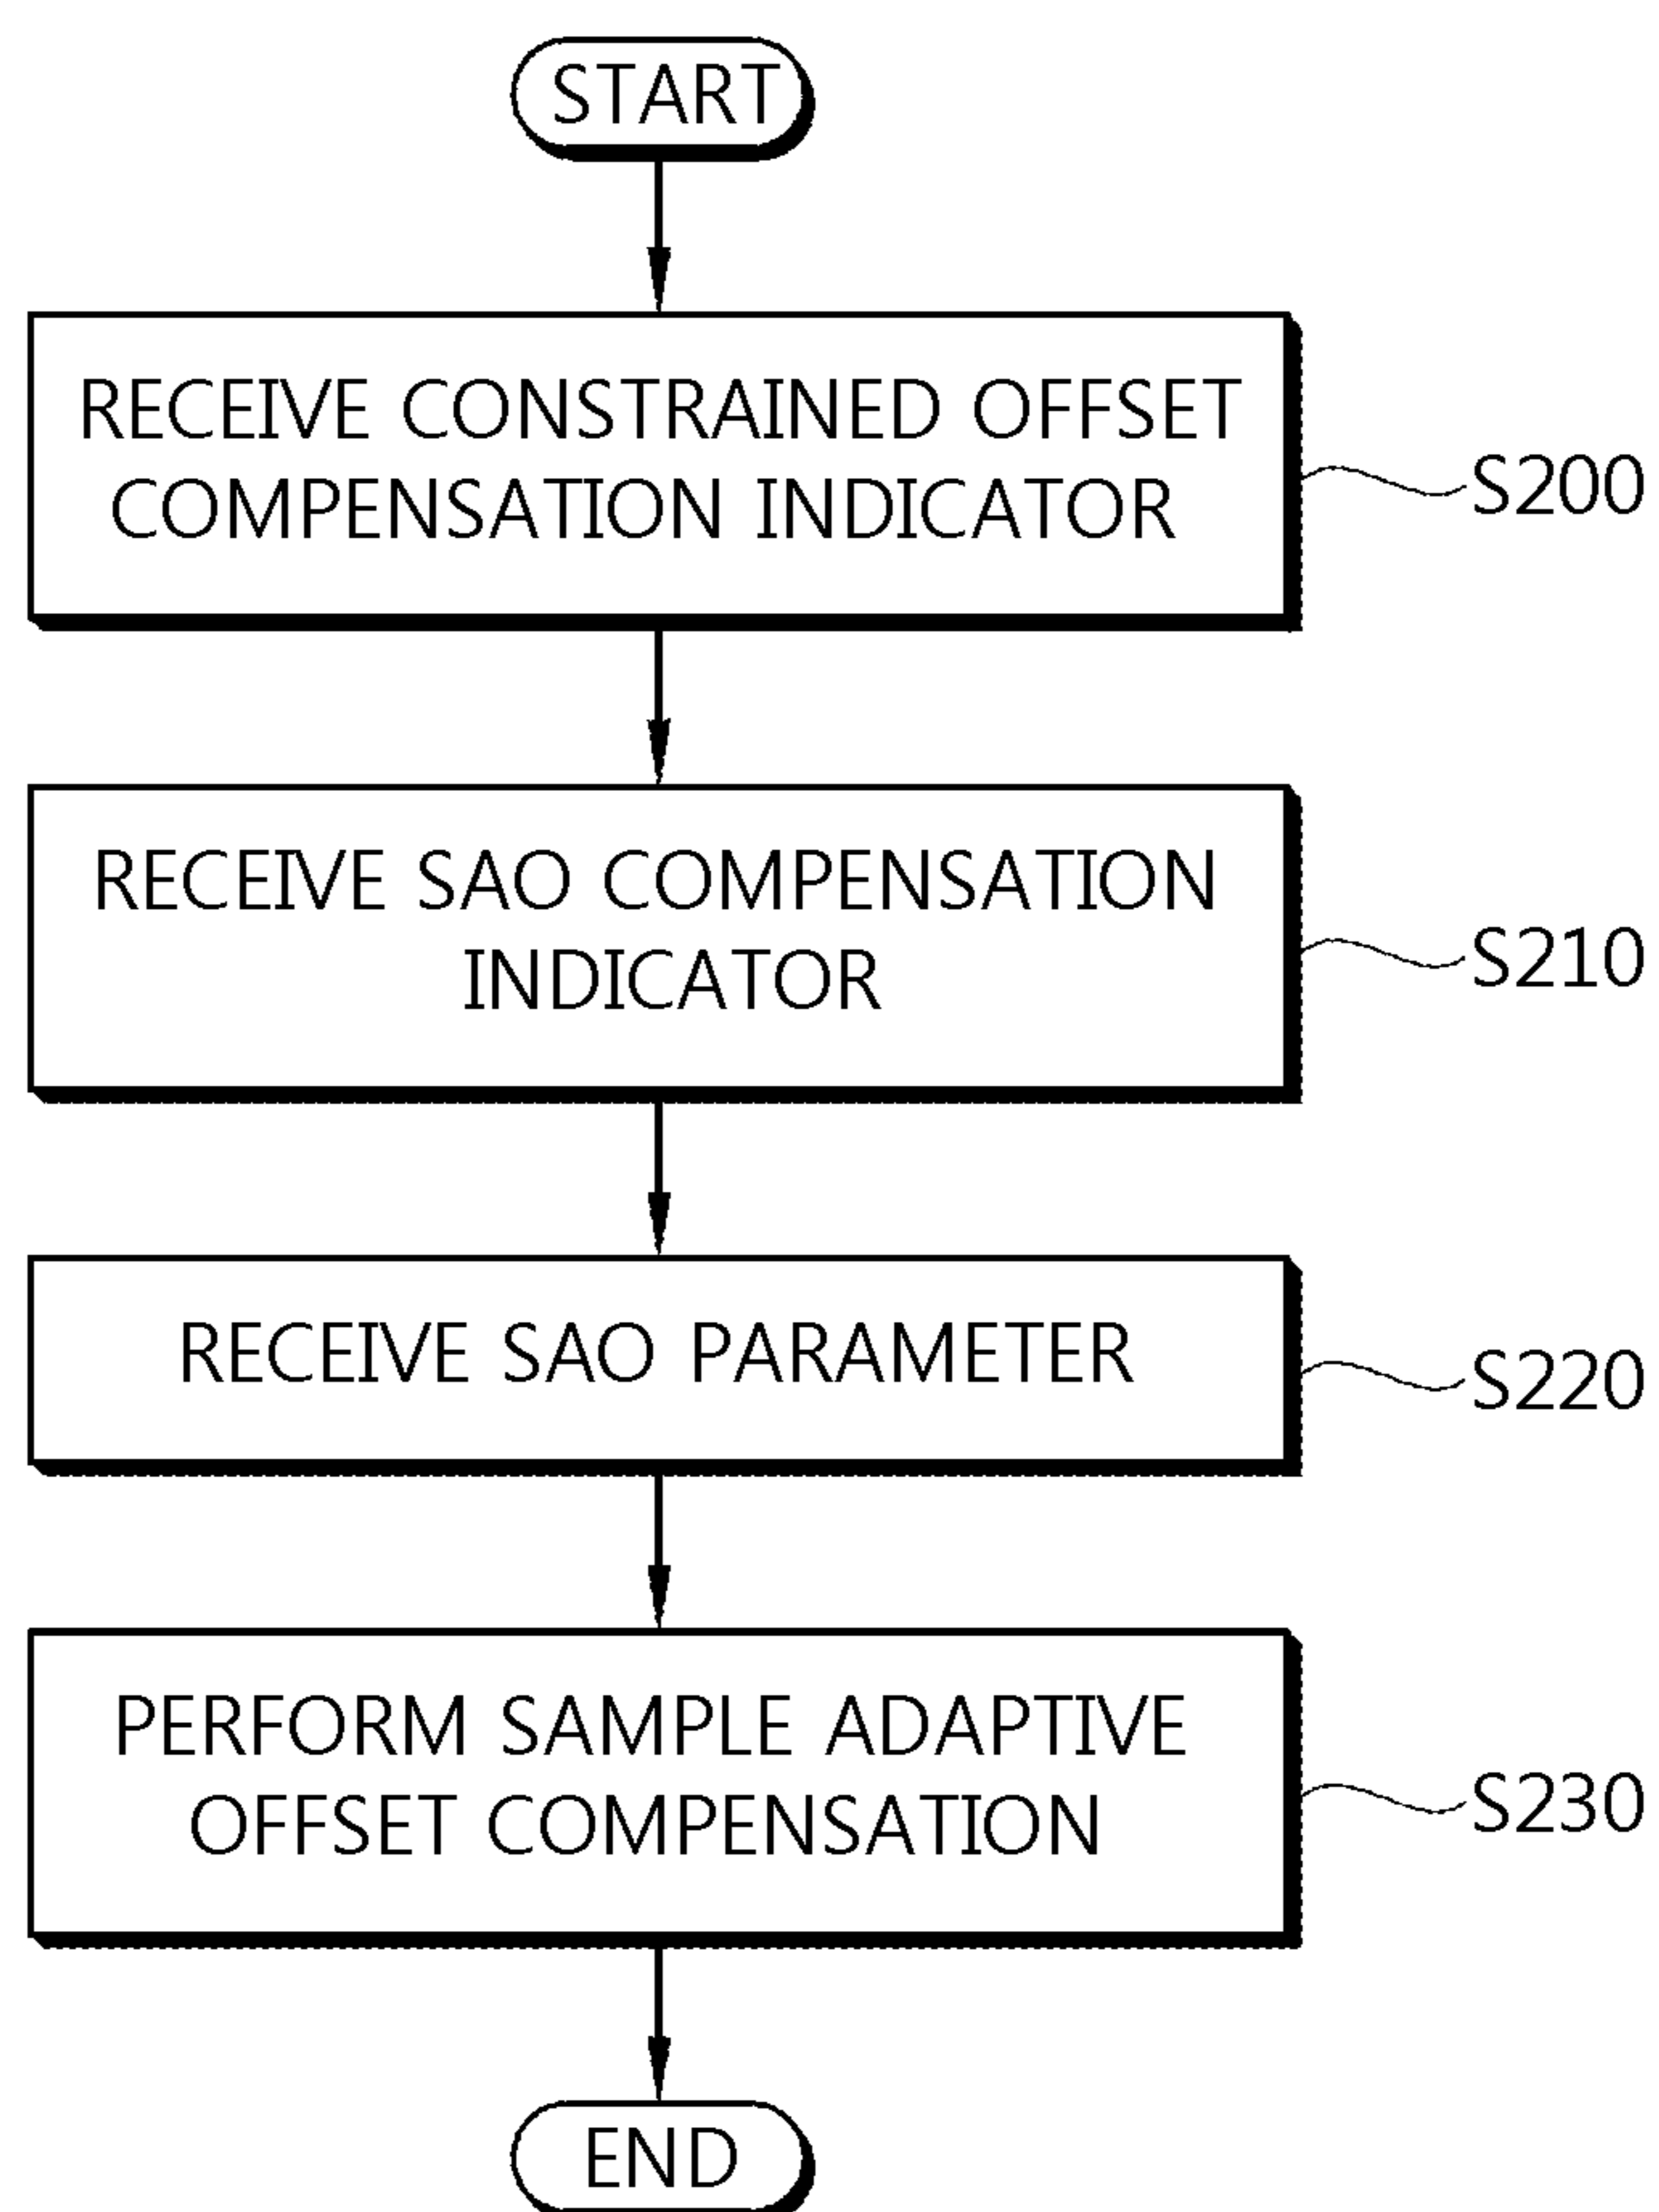 START
RECEIVE CONSTRAINED OFFSET
COMPENSATION INDICATOR
S200
RECEIVE SAO COMPENSATION
INDICATOR
S210
RECEIVE SAO PARAMETER
S220
PERFORM SAMPLE ADAPTIVE
OFFSET COMPENSATION
S230
END